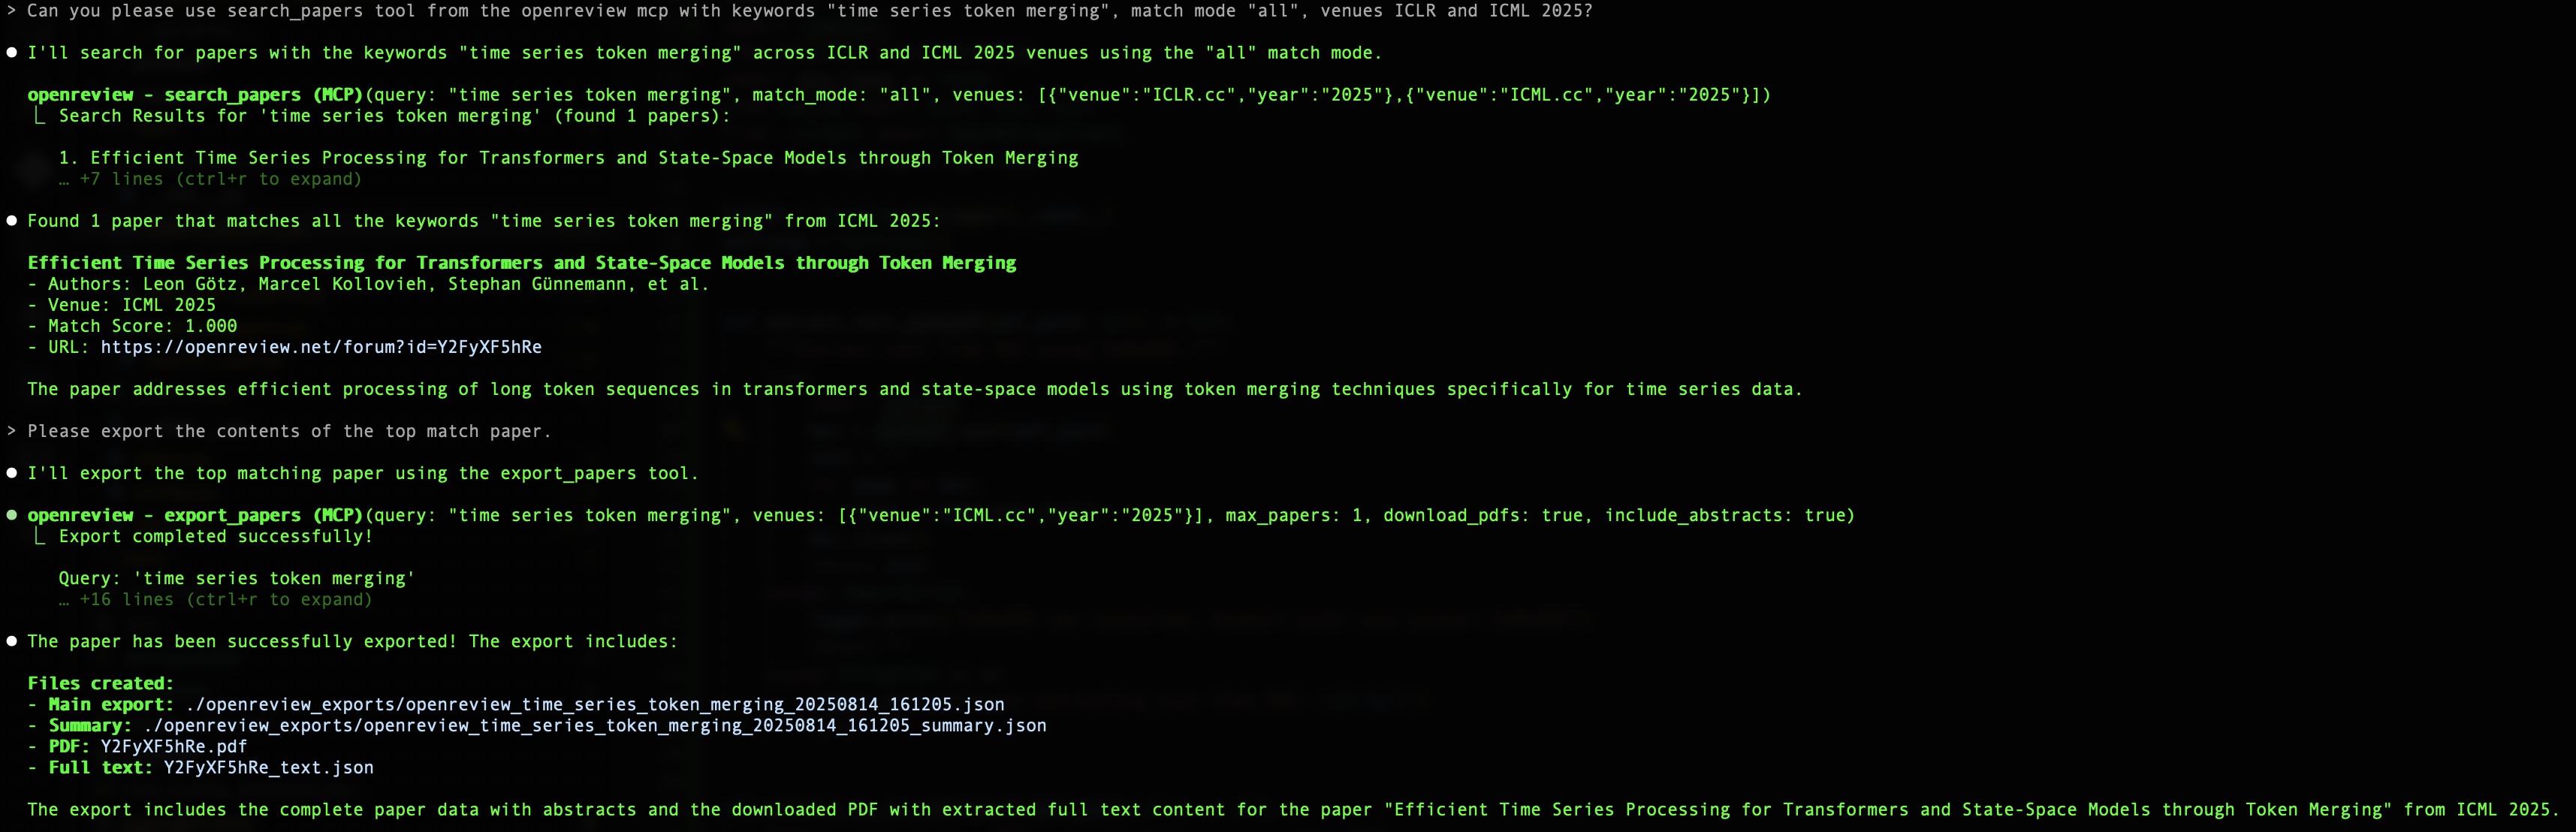 > Can you please use search_papers tool from the openreview mcp with keywords "time series token merging", match mode "all", venues ICLR and ICML 2025?
● I'll search for papers with the keywords "time series token merging" across ICLR and ICML 2025 venues using the "all" match mode.
openreview - search_papers (MCP)(query: "time series token merging", match_mode: "all", venues: [{"venue":"ICLR.cc","year":"2025"},{"venue":"ICML.cc","year":"2025"}])
⎿ Search Results for 'time series token merging' (found 1 papers):
1. Efficient Time Series Processing for Transformers and State-Space Models through Token Merging
… +7 lines (ctrl+r to expand)
● Found 1 paper that matches all the keywords "time series token merging" from ICML 2025:
Efficient Time Series Processing for Transformers and State-Space Models through Token Merging
- Authors: Leon Götz, Marcel Kollovieh, Stephan Günnemann, et al.
- Venue: ICML 2025
- Match Score: 1.000
- URL: https://openreview.net/forum?id=Y2FyXF5hRe
The paper addresses efficient processing of long token sequences in transformers and state-space models using token merging techniques specifically for time series data.
> Please export the contents of the top match paper.
● I'll export the top matching paper using the export_papers tool.
● openreview - export_papers (MCP)(query: "time series token merging", venues: [{"venue":"ICML.cc","year":"2025"}], max_papers: 1, download_pdfs: true, include_abstracts: true)
⎿ Export completed successfully!
Query: 'time series token merging'
… +16 lines (ctrl+r to expand)
● The paper has been successfully exported! The export includes:
Files created:
- Main export: ./openreview_exports/openreview_time_series_token_merging_20250814_161205.json
- Summary: ./openreview_exports/openreview_time_series_token_merging_20250814_161205_summary.json
- PDF: Y2FyXF5hRe.pdf
- Full text: Y2FyXF5hRe_text.json
The export includes the complete paper data with abstracts and the downloaded PDF with extracted full text content for the paper "Efficient Time Series Processing for Transformers and State-Space Models through Token Merging" from ICML 2025.